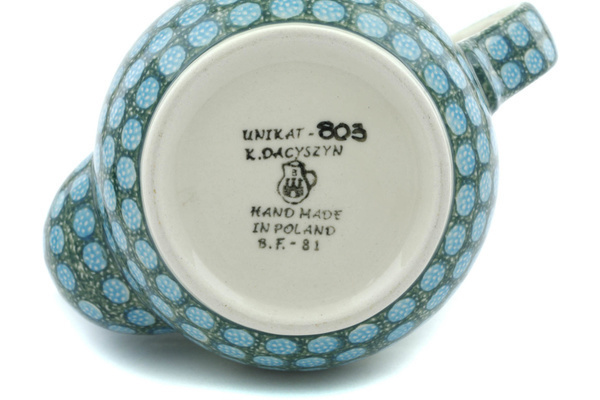 UNIKAT - 803
K. DACYSZYN
HAND MADE
IN POLAND
B.F. - 81